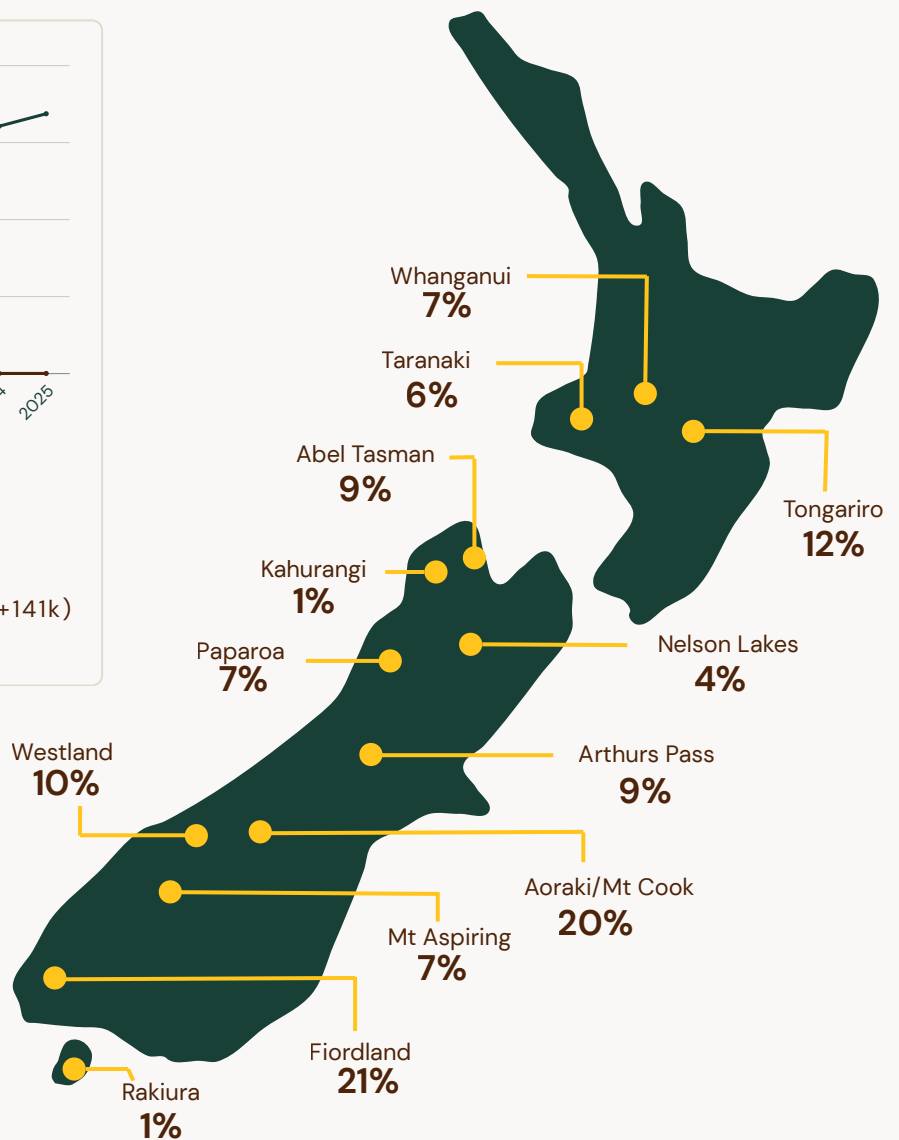 4
2025
+141k)
Whanganui
7%
Taranaki
6%
Abel Tasman
9%
Tongariro
12%
Kahurangi
1%
Paparoa
7%
Nelson Lakes
4%
Westland
10%
Arthurs Pass
9%
Aoraki/Mt Cook
20%
Mt Aspiring
7%
Fiordland
21%
Rakiura
1%